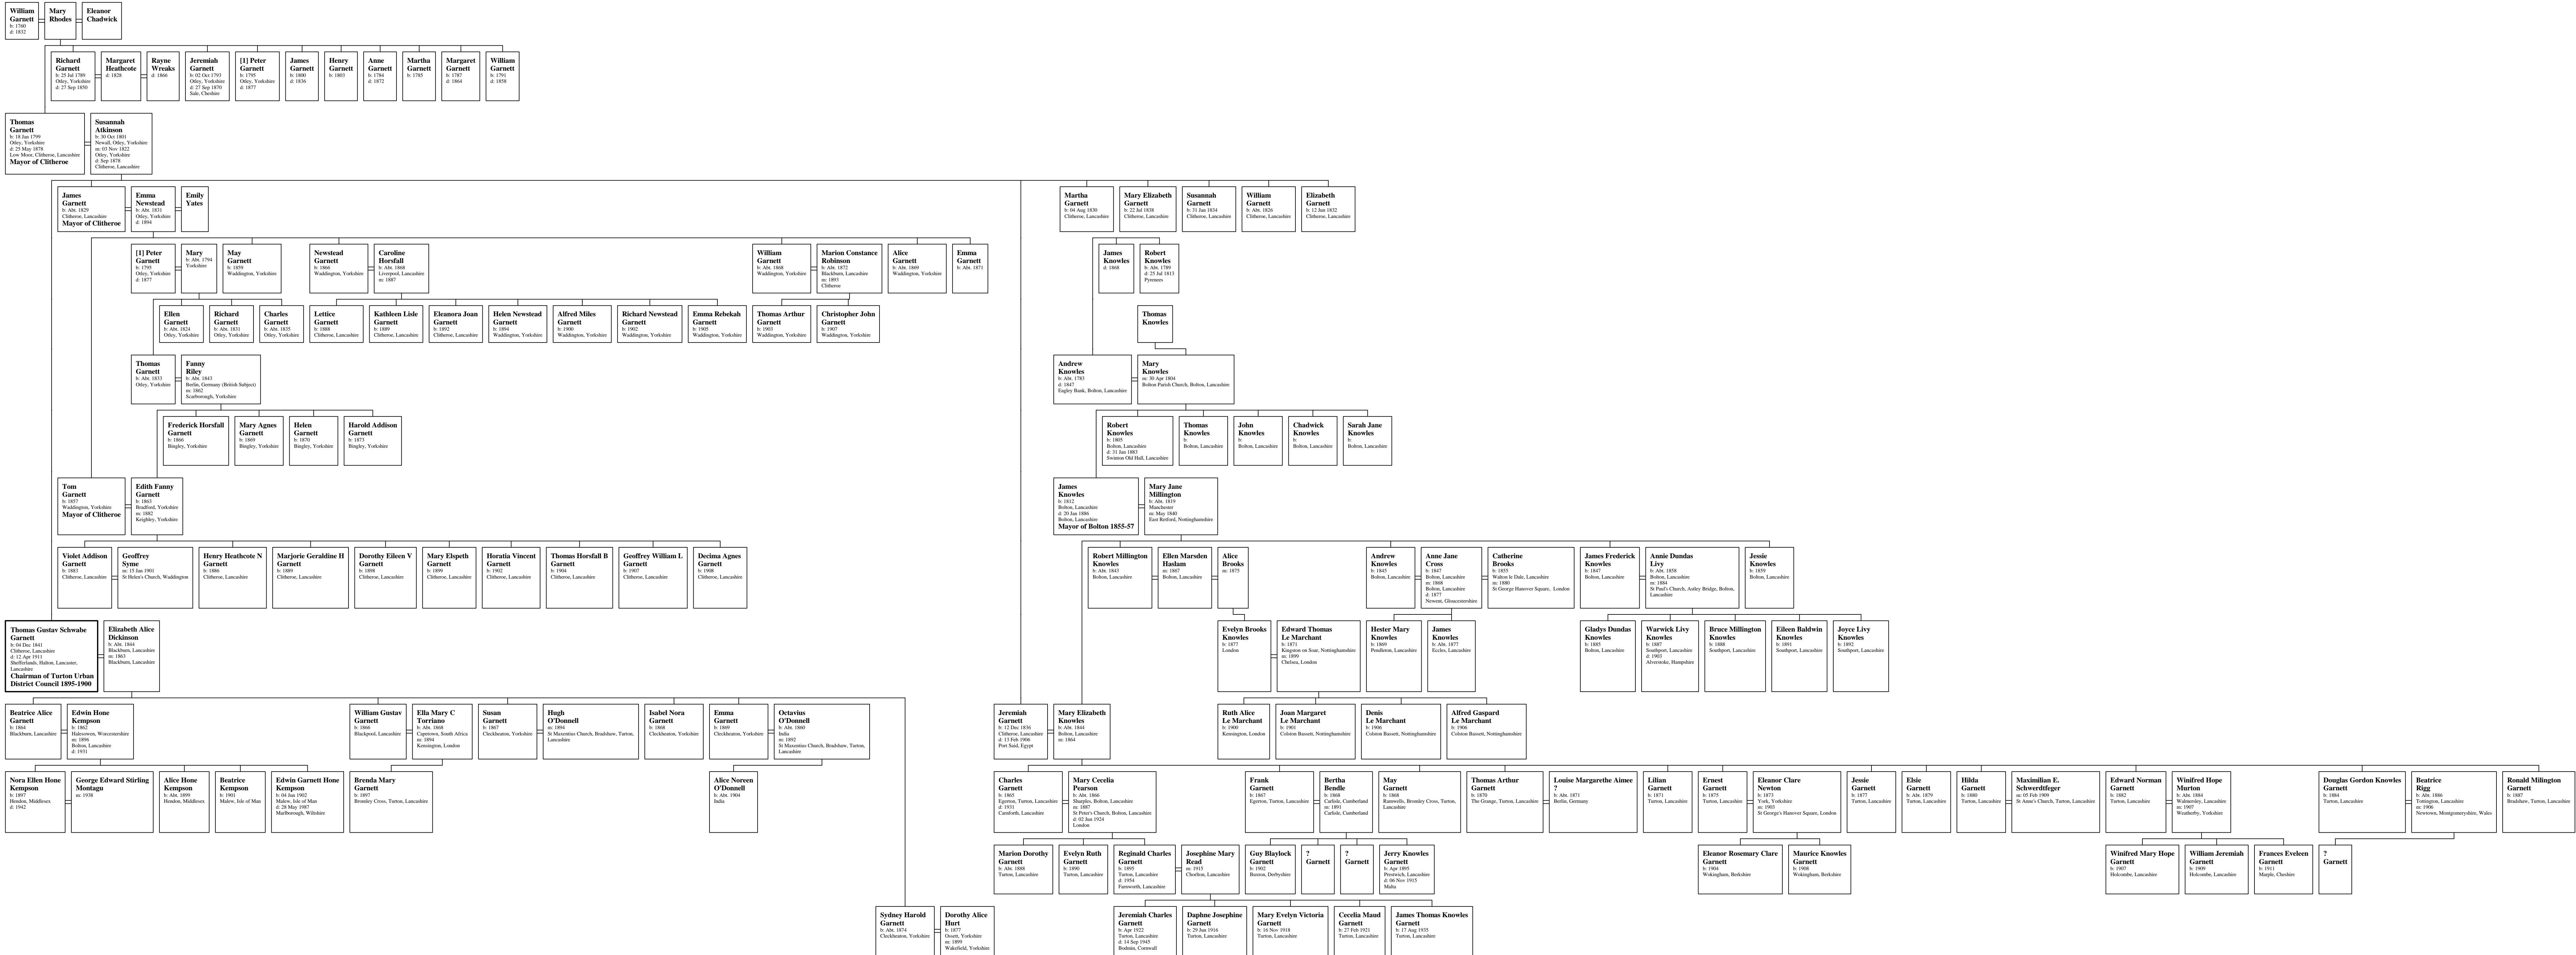 William
Garnett
b: 1760
d: 1832
Mary
Rhodes
Eleanor
Chadwick
Richard
Garnett
b: 25 Jul 1789
Otley, Yorkshire
d: 27 Sep 1850
Margaret
Heathcote
d: 1828
Rayne
Wreaks
d: 1866
Jeremiah
Garnett
b: 02 Oct 1793
Otley, Yorkshire
d: 27 Sep 1870
Sale, Cheshire
[1] Peter
Garnett
b: 1795
Otley, Yorkshire
d: 1877
James
Garnett
b: 1800
d: 1836
Henry
Garnett
b: 1803
Anne
Garnett
b: 1784
d: 1872
Martha
Garnett
b: 1785
Margaret
Garnett
b: 1787
d: 1864
William
Garnett
b: 1791
d: 1858
Thomas
Garnett
b: 18 Jan 1799
Otley, Yorkshire
d: 25 May 1878
Low Moor, Clitheroe, Lancashire
Mayor of Clitheroe
Susannah
Atkinson
b: 30 Oct 1801
Newall, Otley, Yorkshire
m: 03 Nov 1822
Otley, Yorkshire
d: Sep 1878
Clitheroe, Lancashire
James
Garnett
b: Abt. 1829
Clitheroe, Lancashire
Mayor of Clitheroe
Emma
Newstead
b: Abt. 1831
Otley, Yorkshire
d: 1894
Emily
Yates
Martha
Garnett
b: 04 Aug 1830
Clitheroe, Lancashire
Mary Elizabeth
Garnett
b: 22 Jul 1838
Clitheroe, Lancashire
Susannah
Garnett
b: 31 Jan 1834
Clitheroe, Lancashire
William
Garnett
b: Abt. 1826
Clitheroe, Lancashire
Elizabeth
Garnett
b: 12 Jun 1832
Clitheroe, Lancashire
[1] Peter
Garnett
b: 1795
Otley, Yorkshire
d: 1877
Mary
b: Abt. 1794
Yorkshire
May
Garnett
b: 1859
Waddington, Yorkshire
Newstead
Garnett
b: 1866
Waddington, Yorkshire
Caroline
Horsfall
b: Abt. 1868
Liverpool, Lancashire
m: 1887
William
Garnett
b: Abt. 1868
Waddington, Yorkshire
Marion Constance
Robinson
b: Abt. 1872
Blackburn, Lancashire
m: 1893
Clitheroe
Alice
Garnett
b: Abt. 1869
Waddington, Yorkshire
Emma
Garnett
b: Abt. 1871
James
Knowles
d: 1868
Robert
Knowles
b: Abt. 1789
d: 25 Jul 1813
Pyrenees
Ellen
Garnett
b: Abt. 1824
Otley, Yorkshire
Richard
Garnett
b: Abt. 1831
Otley, Yorkshire
Charles
Garnett
b: Abt. 1835
Otley, Yorkshire
Lettice
Garnett
b: 1888
Clitheroe, Lancashire
Kathleen Lisle
Garnett
b: 1889
Clitheroe, Lancashire
Eleanora Joan
Garnett
b: 1892
Clitheroe, Lancashire
Helen Newstead
Garnett
b: 1894
Waddington, Yorkshire
Alfred Miles
Garnett
b: 1900
Waddington, Yorkshire
Richard Newstead
Garnett
b: 1902
Waddington, Yorkshire
Emma Rebekah
Garnett
b: 1905
Waddington, Yorkshire
Thomas Arthur
Garnett
b: 1903
Waddington, Yorkshire
Christopher John
Garnett
b: 1907
Waddington, Yorkshire
Thomas
Knowles
Thomas
Garnett
b: Abt. 1833
Otley, Yorkshire
Fanny
Riley
b: Abt. 1843
Berlin, Germany (British Subject)
m: 1862
Scarborough, Yorkshire
Andrew
Knowles
b: Abt. 1783
d: 1847
Eagley Bank, Bolton, Lancashire
Mary
Knowles
m: 30 Apr 1804
Bolton Parish Church, Bolton, Lancashire
Frederick Horsfall
Garnett
b: 1866
Bingley, Yorkshire
Mary Agnes
Garnett
b: 1869
Bingley, Yorkshire
Helen
Garnett
b: 1870
Bingley, Yorkshire
Harold Addison
Garnett
b: 1873
Bingley, Yorkshire
Robert
Knowles
b: 1805
Bolton, Lancashire
d: 31 Jan 1883
Swinton Old Hall, Lancashire
Thomas
Knowles
b:
Bolton, Lancashire
John
Knowles
b:
Bolton, Lancashire
Chadwick
Knowles
b:
Bolton, Lancashire
Sarah Jane
Knowles
b:
Bolton, Lancashire
Tom
Garnett
b: 1857
Waddington, Yorkshire
Mayor of Clitheroe
Edith Fanny
Garnett
b: 1863
Bradford, Yorkshire
m: 1882
Keighley, Yorkshire
James
Knowles
b: 1812
Bolton, Lancashire
d: 20 Jan 1886
Bolton, Lancashire
Mayor of Bolton 1855-57
Mary Jane
Millington
b: Abt. 1819
Manchester
m: May 1840
East Retford, Nottinghamshire
Violet Addison
Garnett
b: 1883
Clitheroe, Lancashire
Geoffrey
Syme
m: 15 Jan 1901
St Helen's Church, Waddington
Henry Heathcote N
Garnett
b: 1886
Clitheroe, Lancashire
Marjorie Geraldine H
Garnett
b: 1889
Clitheroe, Lancashire
Dorothy Eileen V
Garnett
b: 1898
Clitheroe, Lancashire
Mary Elspeth
Garnett
b: 1899
Clitheroe, Lancashire
Horatia Vincent
Garnett
b: 1902
Clitheroe, Lancashire
Thomas Horsfall B
Garnett
b: 1904
Clitheroe, Lancashire
Geoffrey William L
Garnett
b: 1907
Clitheroe, Lancashire
Decima Agnes
Garnett
b: 1908
Clitheroe, Lancashire
Robert Millington
Knowles
b: Abt. 1843
Bolton, Lancashire
Ellen Marsden
Haslam
m: 1867
Bolton, Lancashire
Alice
Brooks
m: 1875
Andrew
Knowles
b: 1845
Bolton, Lancashire
Anne Jane
Cross
b: 1847
Bolton, Lancashire
m: 1868
Bolton, Lancashire
d: 1877
Newent, Gloucestershire
Catherine
Brooks
b: 1855
Walton le Dale, Lancashire
m: 1880
St George Hanover Square, London
James Frederick
Knowles
b: 1847
Bolton, Lancashire
Annie Dundas
Livy
b: Abt. 1858
Bolton, Lancashire
m: 1884
St Paul's Church, Astley Bridge, Bolton,
Lancashire
Jessie
Knowles
b: 1859
Bolton, Lancashire
Thomas Gustav Schwabe
Garnett
b: 04 Dec 1841
Clitheroe, Lancashire
d: 12 Apr 1911
Shefferlands, Halton, Lancaster,
Lancashire
Chairman of Turton Urban
District Council 1895-1900
Elizabeth Alice
Dickinson
b: Abt. 1844
Blackburn, Lancashire
m: 1863
Blackburn, Lancashire
Evelyn Brooks
Knowles
b: 1877
London
Edward Thomas
Le Marchant
b: 1871
Kingston on Soar, Nottinghamshire
m: 1899
Chelsea, London
Hester Mary
Knowles
b: 1869
Pendleton, Lancashire
James
Knowles
b: Abt. 1877
Eccles, Lancashire
Gladys Dundas
Knowles
b: 1885
Bolton, Lancashire
Warwick Livy
Knowles
b: 1887
Southport, Lancashire
d: 1903
Alverstoke, Hampshire
Bruce Millington
Knowles
b: 1888
Southport, Lancashire
Eileen Baldwin
Knowles
b: 1891
Southport, Lancashire
Joyce Livy
Knowles
b: 1892
Southport, Lancashire
Beatrice Alice
Garnett
b: 1864
Blackburn, Lancashire
Edwin Hone
Kempson
b: 1862
Halesowen, Worcestershire
m: 1896
Bolton, Lancashire
d: 1931
William Gustav
Garnett
b: 1866
Blackpool, Lancashire
Ella Mary C
Torriano
b: Abt. 1868
Capetown, South Africa
m: 1894
Kensington, London
Susan
Garnett
b: 1867
Cleckheaton, Yorkshire
Hugh
O'Donnell
m: 1894
St Maxentius Church, Bradshaw, Turton,
Lancashire
Isabel Nora
Garnett
b: 1868
Cleckheaton, Yorkshire
Emma
Garnett
b: 1869
Cleckheaton, Yorkshire
Octavius
O'Donnell
b: Abt. 1860
India
m: 1892
St Maxentius Church, Bradshaw, Turton,
Lancashire
Jeremiah
Garnett
b: 12 Dec 1836
Clitheroe, Lancashire
d: 13 Feb 1906
Port Said, Egypt
Mary Elizabeth
Knowles
b: Abt. 1844
Bolton, Lancashire
m: 1864
Ruth Alice
Le Marchant
b: 1900
Kensington, London
Joan Margaret
Le Marchant
b: 1901
Colston Bassett, Nottinghamshire
Denis
Le Marchant
b: 1906
Colston Bassett, Nottinghamshire
Alfred Gaspard
Le Marchant
b: 1906
Colston Bassett, Nottinghamshire
Nora Ellen Hone
Kempson
b: 1897
Hendon, Middlesex
d: 1942
George Edward Stirling
Montagu
m: 1938
Alice Hone
Kempson
b: Abt. 1899
Hendon, Middlesex
Beatrice
Kempson
b: 1901
Malew, Isle of Man
Edwin Garnett Hone
Kempson
b: 04 Jun 1902
Malew, Isle of Man
d: 28 May 1987
Marlborough, Wiltshire
Brenda Mary
Garnett
b: 1897
Bromley Cross, Turton, Lancashire
Alice Noreen
O'Donnell
b: Abt. 1904
India
Charles
Garnett
b: 1865
Egerton, Turton, Lancashire
d: 1931
Carnforth, Lancashire
Mary Cecelia
Pearson
b: Abt. 1866
Sharples, Bolton, Lancashire
m: 1887
St Peter's Church, Bolton, Lancashire
d: 02 Jun 1924
London
Frank
Garnett
b: 1867
Egerton, Turton, Lancashire
Bertha
Bendle
b: 1868
Carlisle, Cumberland
m: 1891
Carlisle, Cumberland
May
Garnett
b: 1868
Ramwells, Bromley Cross, Turton,
Lancashire
Thomas Arthur
Garnett
b: 1870
The Grange, Turton, Lancashire
Louise Margarethe Aimee
?
b: Abt. 1871
Berlin, Germany
Lilian
Garnett
b: 1871
Turton, Lancashire
Ernest
Garnett
b: 1875
Turton, Lancashire
Eleanor Clare
Newton
b: 1873
York, Yorkshire
m: 1903
St George's Hanover Square, London
Jessie
Garnett
b: 1877
Turton, Lancashire
Elsie
Garnett
b: Abt. 1879
Turton, Lancashire
Hilda
Garnett
b: 1880
Turton, Lancashire
Maximilian E.
Schwerdtfeger
m: 05 Feb 1909
St Anne's Church, Turton, Lancashire
Edward Norman
Garnett
b: 1882
Turton, Lancashire
Winifred Hope
Murton
b: Abt. 1884
Walmersley, Lancashire
m: 1907
Weatherby, Yorkshire
Douglas Gordon Knowles
Garnett
b: 1884
Turton, Lancashire
Beatrice
Rigg
b: Abt. 1886
Tottington, Lancashire
m: 1906
Newtown, Montgomeryshire, Wales
Ronald Milington
Garnett
b: 1887
Bradshaw, Turton, Lancashire
Marion Dorothy
Garnett
b: Abt. 1888
Turton, Lancashire
Evelyn Ruth
Garnett
b: 1890
Turton, Lancashire
Reginald Charles
Garnett
b: 1895
Turton, Lancashire
d: 1954
Farnworth, Lancashire
Josephine Mary
Read
m: 1915
Chorlton, Lancashire
Guy Blaylock
Garnett
b: 1902
Buxton, Derbyshire
?
Garnett
?
Garnett
Jerry Knowles
Garnett
b: Apr 1895
Prestwich, Lancashire
d: 06 Nov 1915
Malta
Eleanor Rosemary Clare
Garnett
b: 1904
Wokingham, Berkshire
Maurice Knowles
Garnett
b: 1908
Wokingham, Berkshire
Winifred Mary Hope
Garnett
b: 1907
Holcombe, Lancashire
William Jeremiah
Garnett
b: 1909
Holcombe, Lancashire
Frances Eveleen
Garnett
b: 1911
Marple, Cheshire
?
Garnett
Sydney Harold
Garnett
b: Abt. 1874
Cleckheaton, Yorkshire
Dorothy Alice
Hurt
b: 1877
Ossett, Yorkshire
m: 1899
Wakefield, Yorkshire
Jeremiah Charles
Garnett
b: Apr 1922
Turton, Lancashire
d: 14 Sep 1945
Bodmin, Cornwall
Daphne Josephine
Garnett
b: 29 Jun 1916
Turton, Lancashire
Mary Evelyn Victoria
Garnett
b: 16 Nov 1918
Turton, Lancashire
Cecelia Maud
Garnett
b: 27 Feb 1921
Turton, Lancashire
James Thomas Knowles
Garnett
b: 17 Aug 1935
Turton, Lancashire